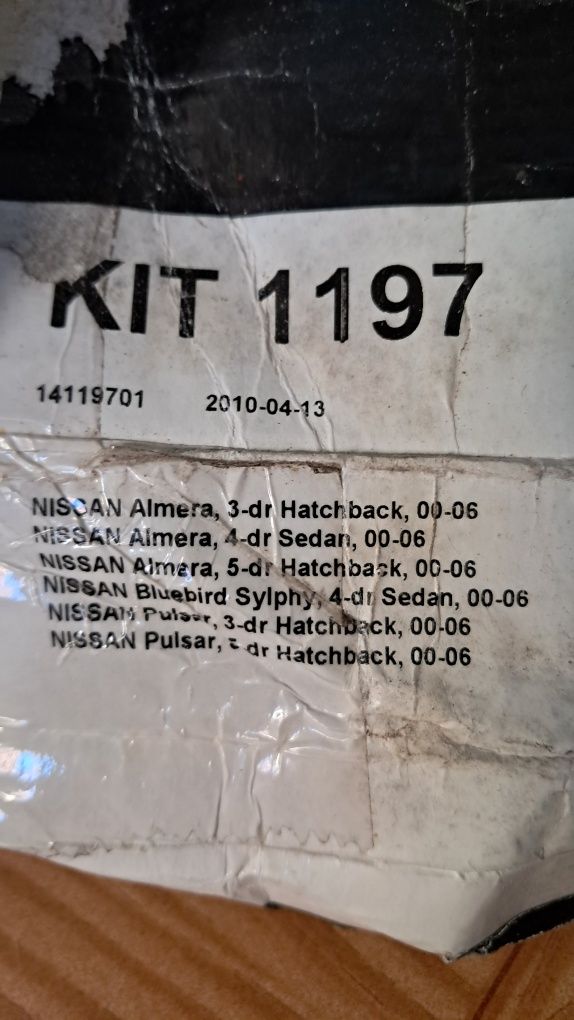 KIT 1197
14119701 2010-04-13
NISSAN Almera, 3-dr Hatchback, 00-06
NISSAN Almera, 4-dr Sedan, 00-06
NISSAN Almera, 5-dr Hatchback, 00-06
NISSAN Bluebird Sylphy, 4-dr Sedan, 00-06
NISSAN Pulsar, 3-dr Hatchback, 00-06
NISSAN Pulsar, dr Hatchback, 00-06